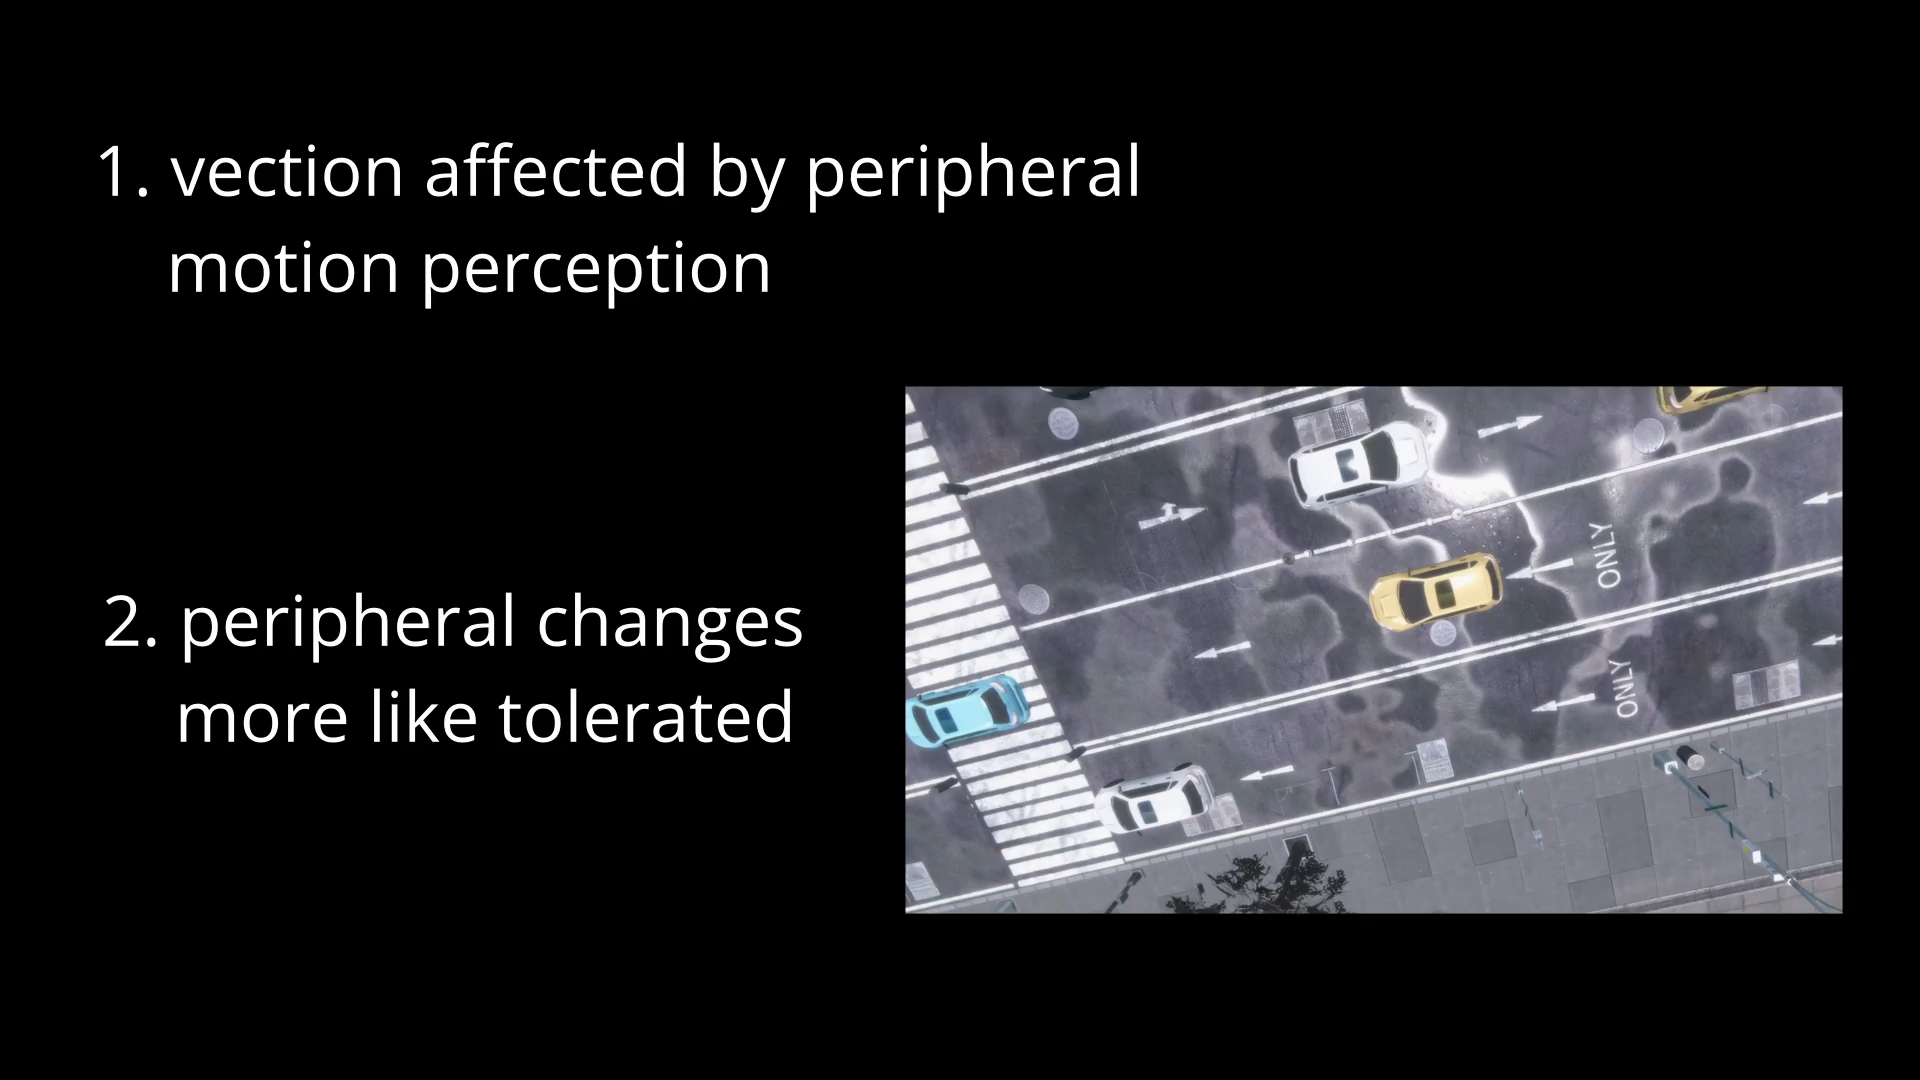 1. vection affected by peripheral
motion perception
2. peripheral changes
more like tolerated
ONLY
ONLY